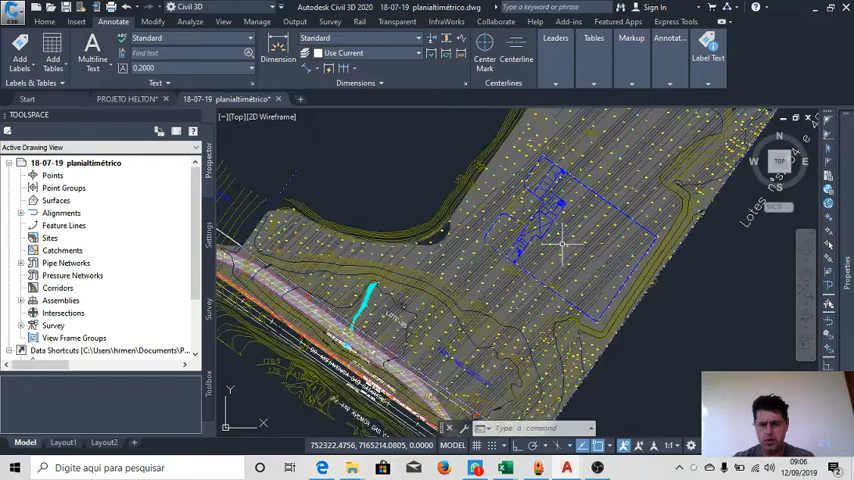 Civil 3D
Autodesk Civil 3D 2020 18-07-19 planialtimétrico.dwg
Type a keyword or phrase
Sign In
Home Insert Annotate Modify Analyze View Manage Output Survey Rail Transparent InfraWorks Collaborate Help Add-ins Featured Apps Express Tools
Add Labels
Add Tables
Labels & Tables
Multiline Text
Standard
Find text
0.2000
Text
Dimension
Standard
Use Current
Dimensions
Center Mark
Centerline
Centerlines
Leaders
Tables
Markup
Annotat...
Label Text
Start PROJETO HELTON* 18-07-19 planialtimétrico*
TOOLSPACE
Active Drawing View
18-07-19 planialtimétrico
Points
Point Groups
Surfaces
Alignments
Feature Lines
Sites
Catchments
Pipe Networks
Pressure Networks
Corridors
Assemblies
Intersections
Survey
View Frame Groups
Data Shortcuts [C:\Users\hrmen\Documents\P...
Prospector
Settings
Survey
Toolbox
[-][Top][2D Wireframe]
N
W TOP E
S
WCS
Properties
LOTE-95
Y
X
Type a command
Model Layout1 Layout2
752322.4756, 7165214.0805, 0.0000 MODEL
1:1
Digite aqui para pesquisar
09:06
12/09/2019